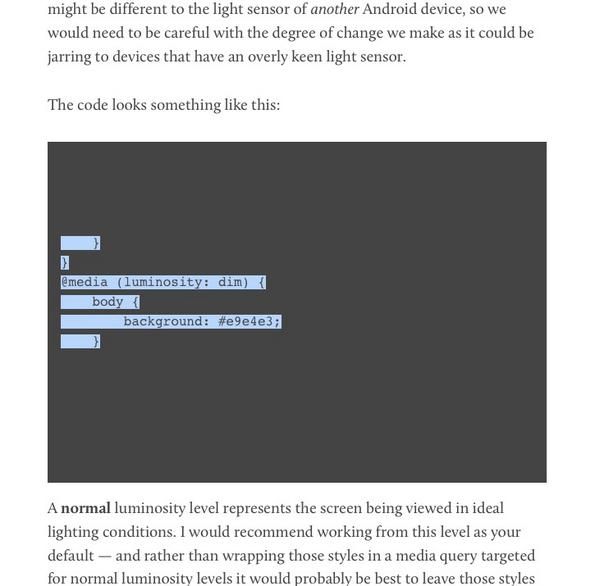 might be different to the light sensor of another Android device, so we
would need to be careful with the degree of change we make as it could be
jarring to devices that have an overly keen light sensor.
The code looks something like this:
    }
}
@media (luminosity: dim) {
    body {
        background: #e9e4e3;
    }
A normal luminosity level represents the screen being viewed in ideal
lighting conditions. I would recommend working from this level as your
default — and rather than wrapping those styles in a media query targeted
for normal luminosity levels it would probably be best to leave those styles